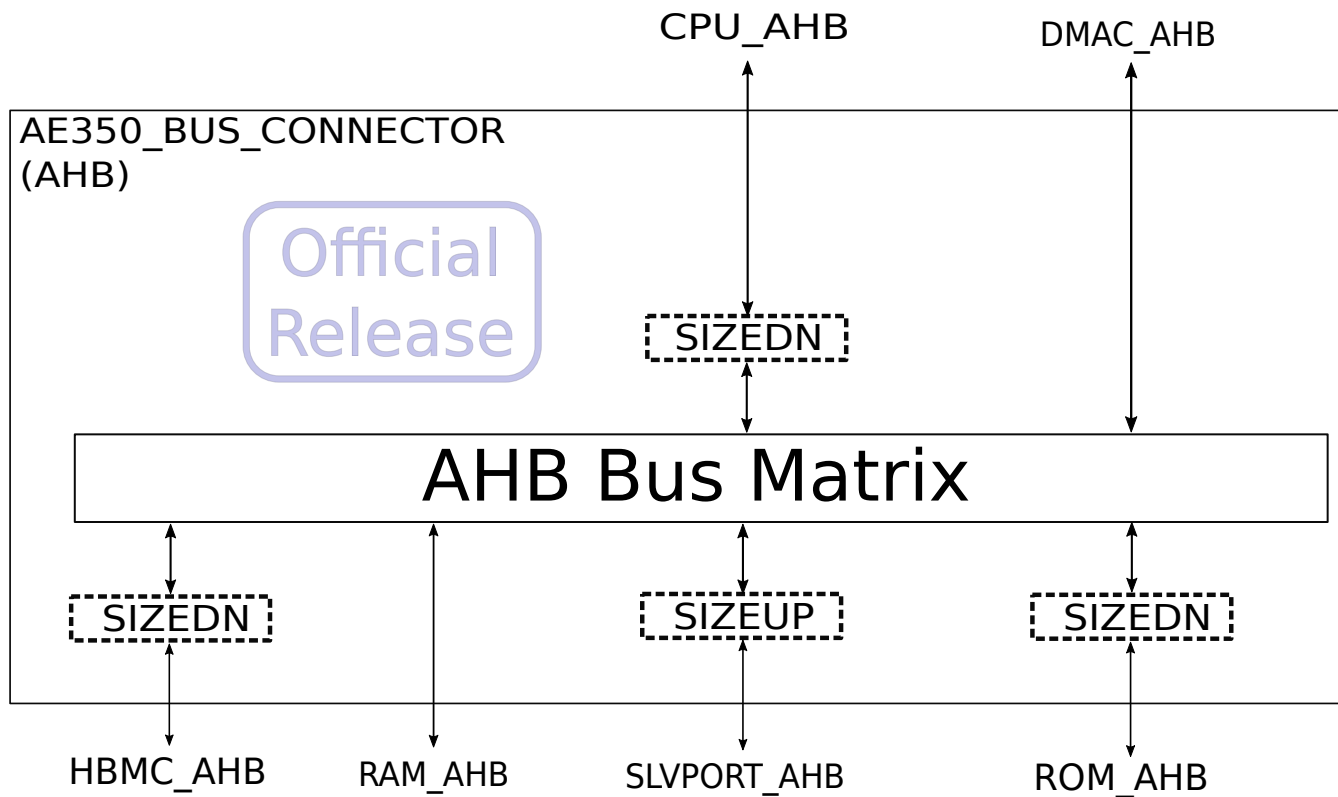 CPU_AHB
DMAC_AHB
AE350_BUS_CONNECTOR
(AHB)
Official
Release
SIZEDN
AHB Bus Matrix
SIZEDN
SIZEUP
SIZEDN
HBMC_AHB
RAM_AHB
SLVPORT_AHB
ROM_AHB